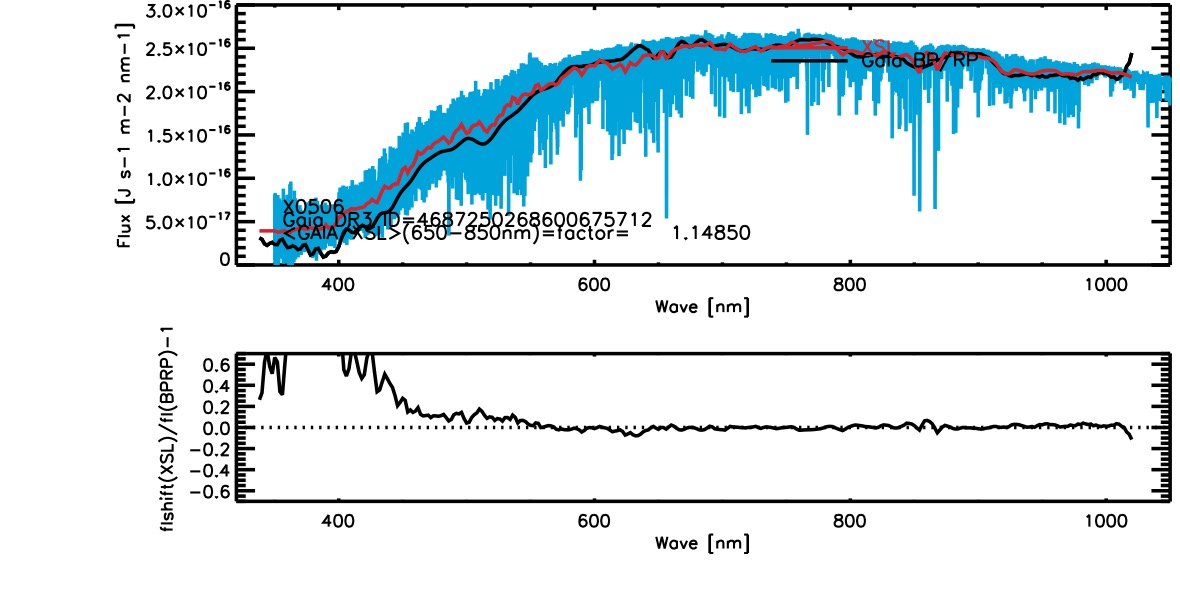 3.0×10⁻¹⁶
2.5×10⁻¹⁶
2.0×10⁻¹⁶
1.5×10⁻¹⁶
1.0×10⁻¹⁶
5.0×10⁻¹⁷
0
Flux [J s−1 m−2 nm−1]
XSL
Gaia BP/RP
X0506
Gaia DR3 ID=4687250268600675712
<GAIA/XSL>(650−850nm)=factor= 1.14850
400 600 800 1000
Wave [nm]
0.6
0.4
0.2
0.0
−0.2
−0.4
−0.6
flshift(XSL)/fl(BPRP)−1
400 600 800 1000
Wave [nm]